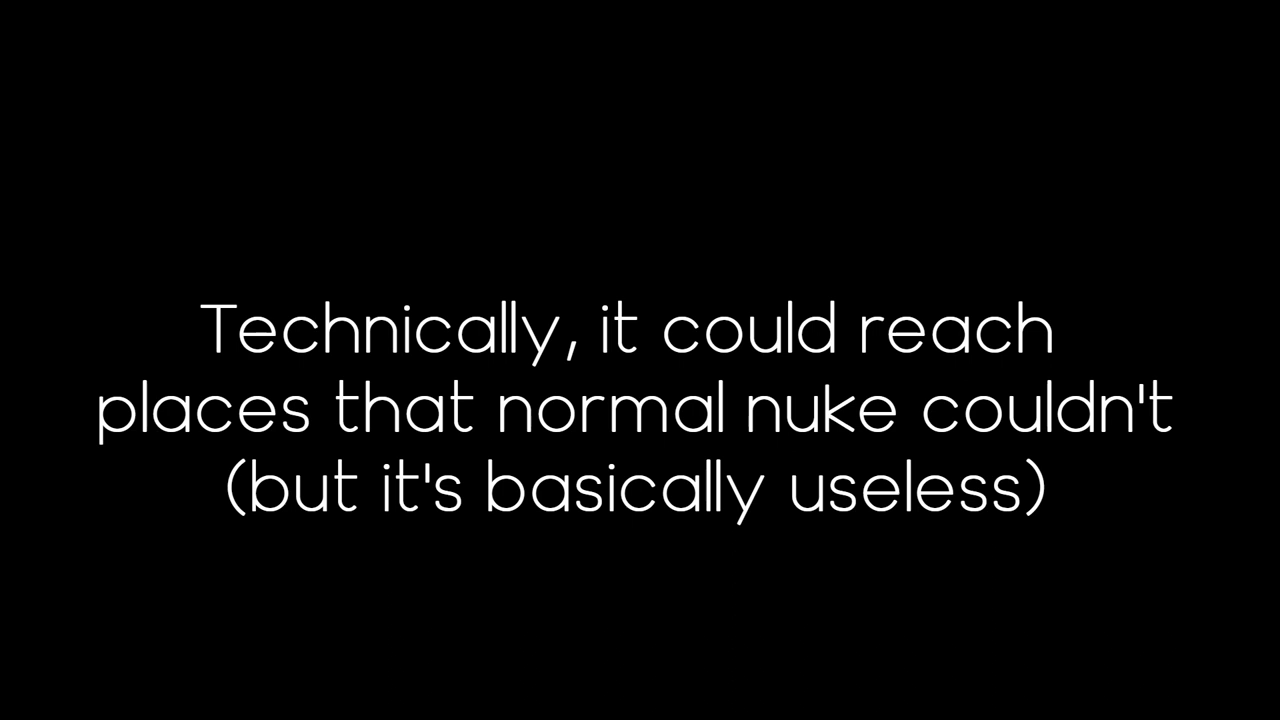 Technically, it could reach
places that normal nuke couldn't
(but it's basically useless)